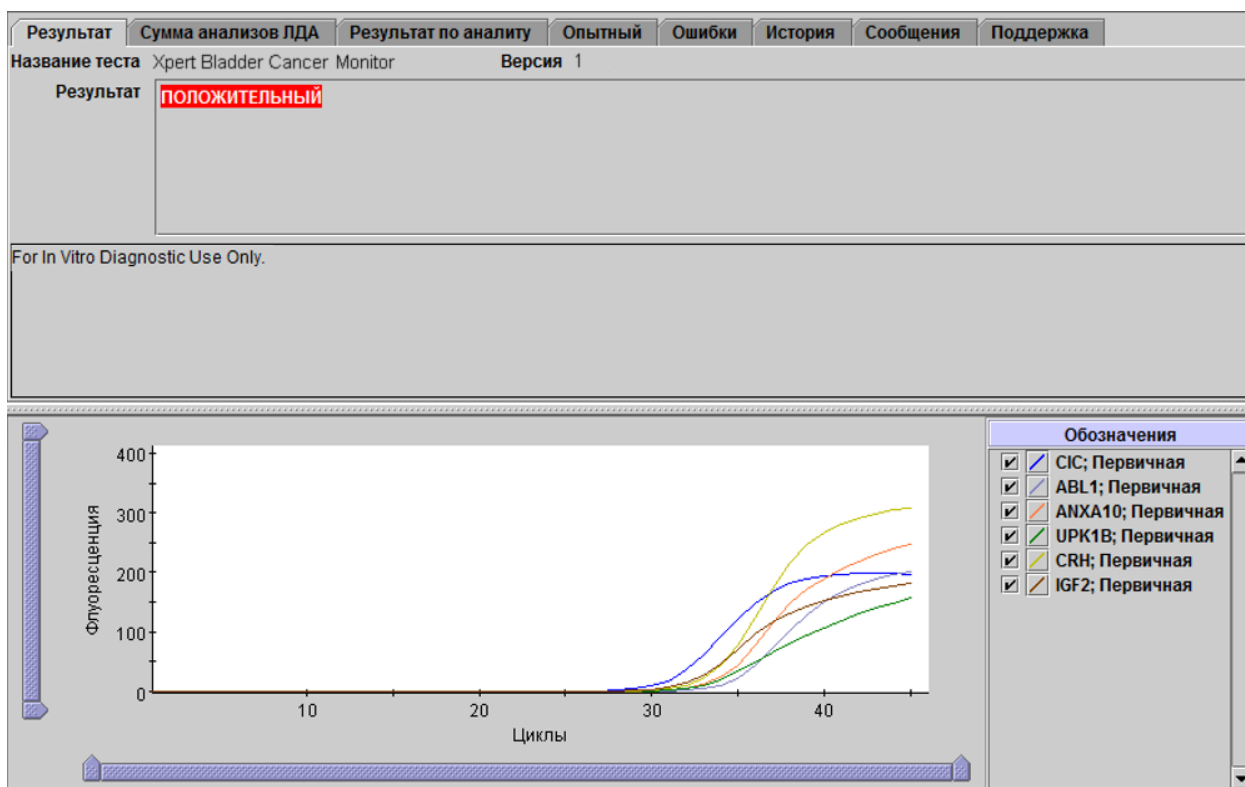 Результат Сумма анализов ЛДА Результат по аналиту Опытный Ошибки История Сообщения Поддержка
Название теста Xpert Bladder Cancer Monitor Версия 1
Результат ПОЛОЖИТЕЛЬНЫЙ
For In Vitro Diagnostic Use Only.
400
300
200
100
0
Флуоресценция
10 20 30 40
Циклы
Обозначения
CIC; Первичная
ABL1; Первичная
ANXA10; Первичная
UPK1B; Первичная
CRH; Первичная
IGF2; Первичная